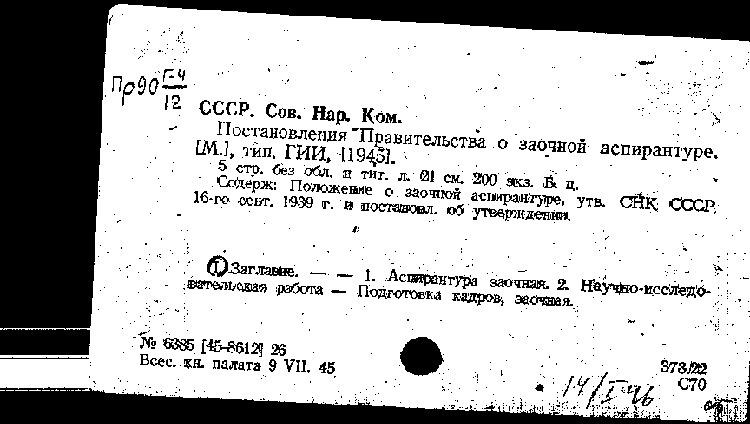 Пр90 Г-4
12
СССР. Сов. Нар. Ком.
Постановления Правительства о заочной аспирантуре.
[М.], тип. ГИИ, [1945].
5 стр. без обл. и тит. л. 21 см. 200 экз. Б. ц.
Содерж: Положение о заочной аспирантуре, утв. СНК СССР
16-го сент. 1939 г. и постановл. об утверждении
1. Заглавие. — — 1. Аспирантура заочная. 2. Научно-исследо-
вательская работа — Подготовка кадров, заочная.
№ 6385 [45-8612] 26
Всес. кн. палата 9 VII. 45
378/22
С70
14/I-46